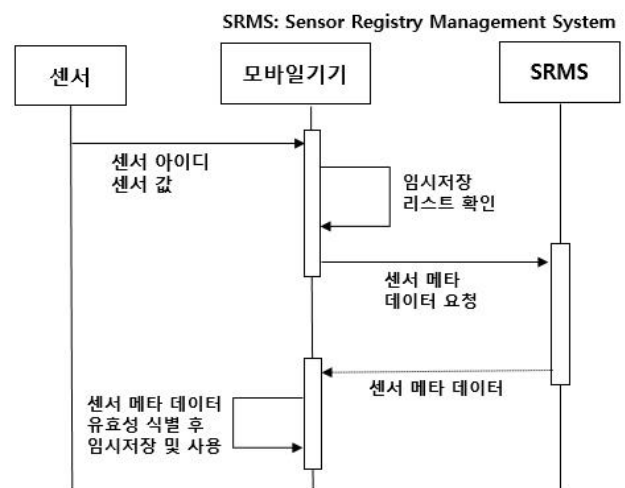 SRMS: Sensor Registry Management System
센서
모바일기기
SRMS
센서 아이디
센서 값
임시저장
리스트 확인
센서 메타
데이터 요청
센서 메타 데이터
센서 메타 데이터
유효성 식별 후
임시저장 및 사용